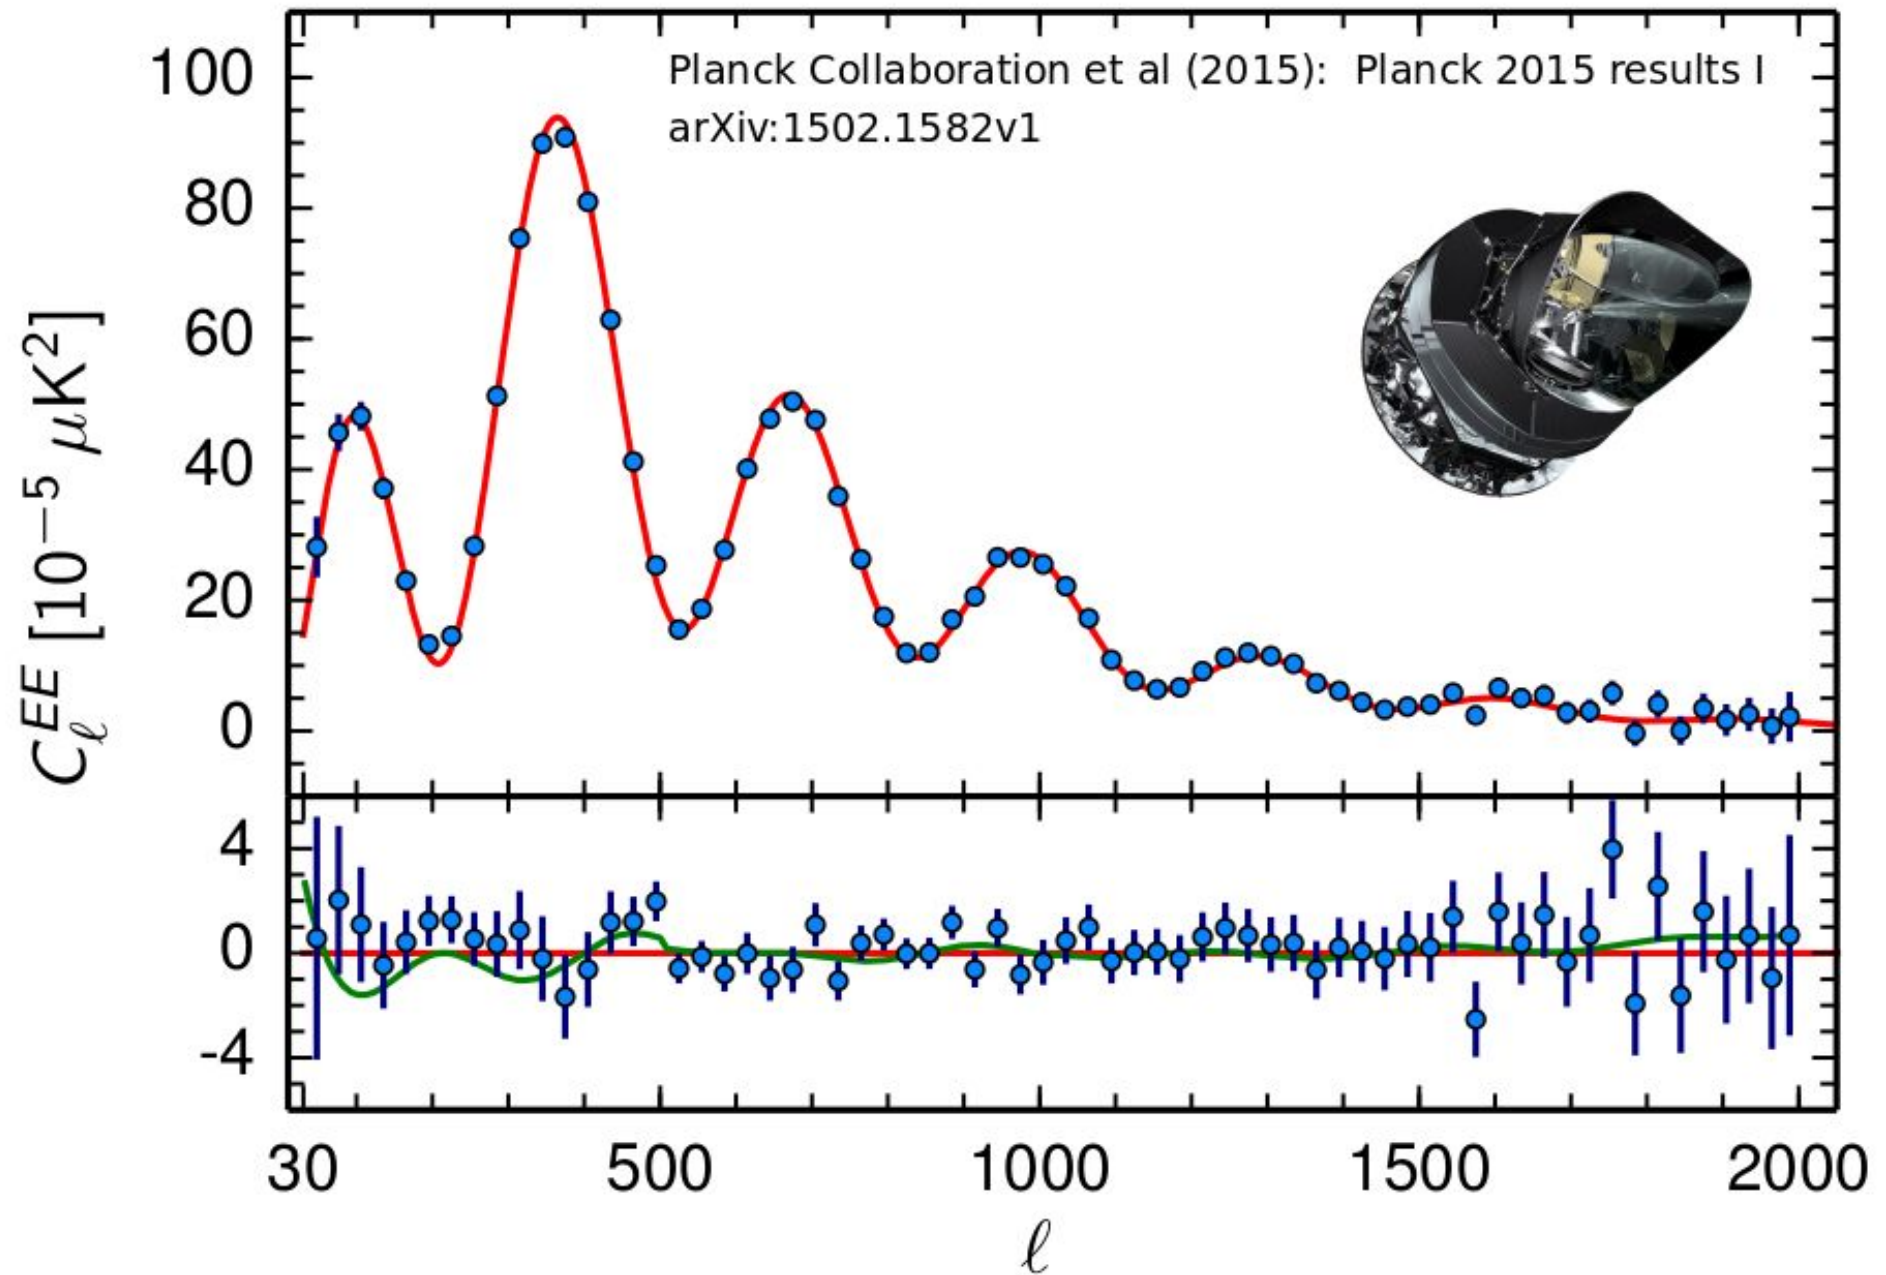 Planck Collaboration et al (2015): Planck 2015 results I
arXiv:1502.1582v1
100
80
60
40
20
0
C_ℓ^{EE} [10^{−5} μK^2]
4
0
-4
30 500 1000 1500 2000
ℓ